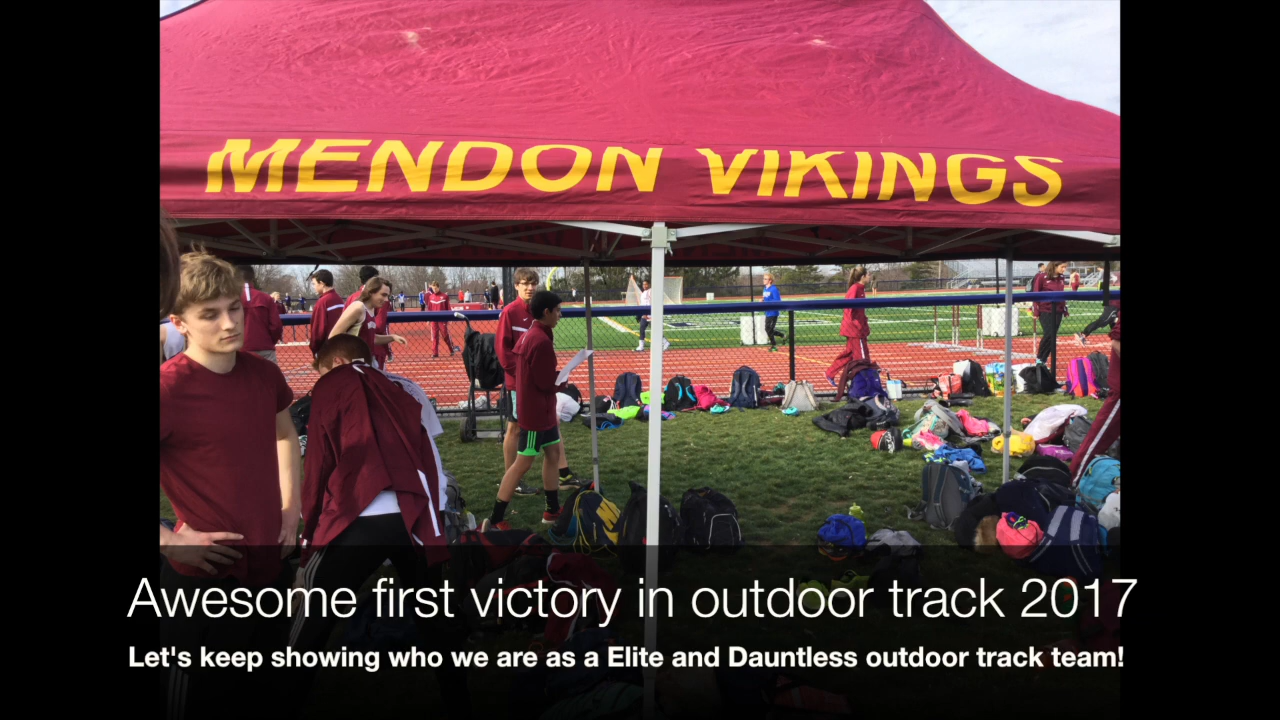 MENDON VIKINGS
Awesome first victory in outdoor track 2017
Let's keep showing who we are as a Elite and Dauntless outdoor track team!